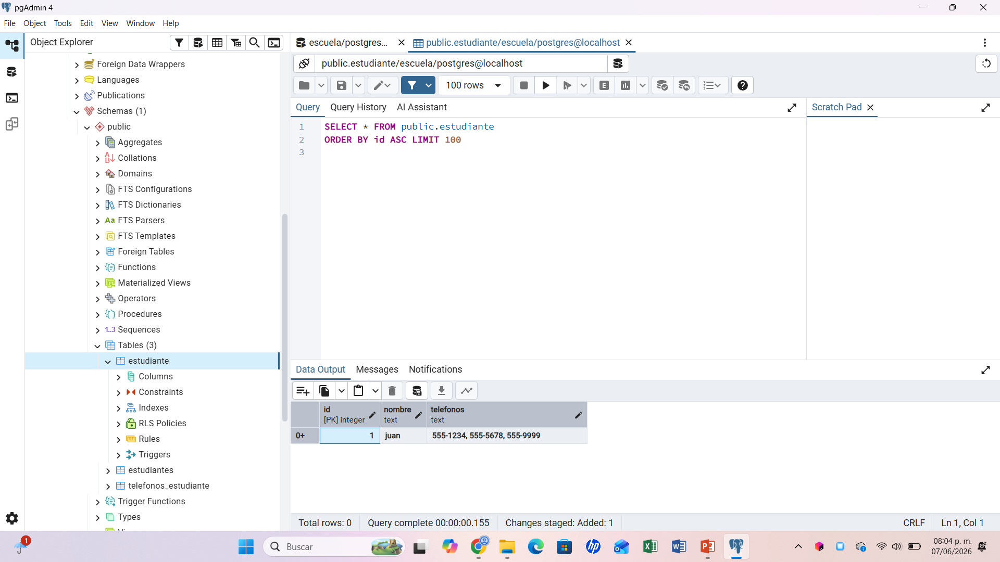 pgAdmin 4
File Object Tools Edit View Window Help
Object Explorer
Foreign Data Wrappers
Languages
Publications
Schemas (1)
public
Aggregates
Collations
Domains
FTS Configurations
FTS Dictionaries
Aa FTS Parsers
FTS Templates
Foreign Tables
Functions
Materialized Views
Operators
Procedures
1..3 Sequences
Tables (3)
estudiante
Columns
Constraints
Indexes
RLS Policies
Rules
Triggers
estudiantes
telefonos_estudiante
Trigger Functions
Types
escuela/postgres...
public.estudiante/escuela/postgres@localhost
public.estudiante/escuela/postgres@localhost
100 rows
E
Query Query History AI Assistant
Scratch Pad
1 SELECT * FROM public.estudiante
2 ORDER BY id ASC LIMIT 100
3
Data Output Messages Notifications
id nombre telefonos
[PK] integer text text
0+ 1 juan 555-1234, 555-5678, 555-9999
Total rows: 0 Query complete 00:00:00.155 Changes staged: Added: 1 CRLF Ln 1, Col 1
1
Buscar
08:04 p. m.
07/06/2026